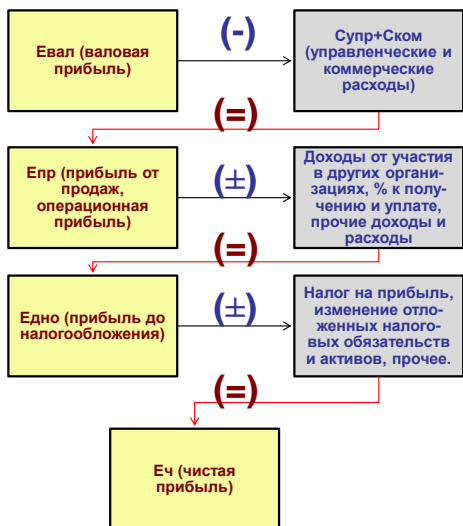 Евал (валовая
прибыль)
(-)
Супр+Ском
(управленческие и
коммерческие
расходы)
(=)
Епр (прибыль от
продаж,
операционная
прибыль)
(±)
Доходы от участия
в других органи-
зациях, % к полу-
чению и уплате,
прочие доходы и
расходы
(=)
Едно (прибыль до
налогообложения)
(±)
Налог на прибыль,
изменение отло-
женных налого-
вых обязательств
и активов, прочее.
(=)
Еч (чистая
прибыль)